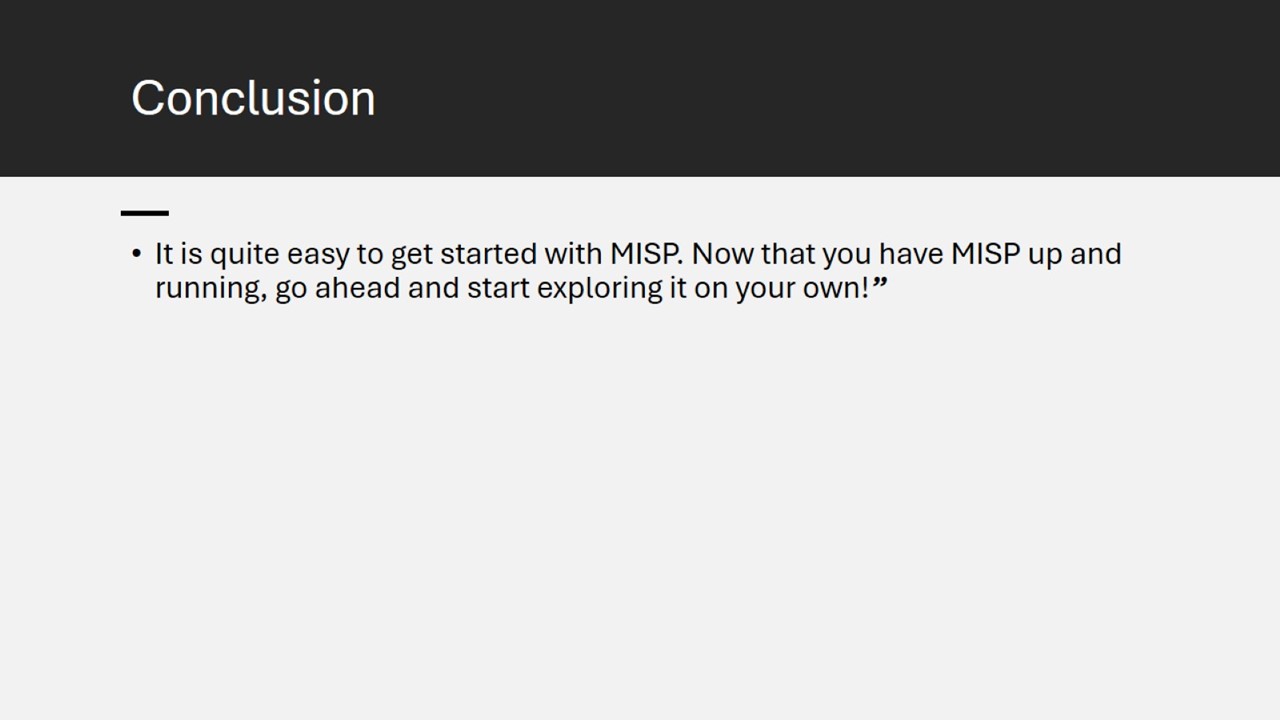 Conclusion
• It is quite easy to get started with MISP. Now that you have MISP up and
running, go ahead and start exploring it on your own!”